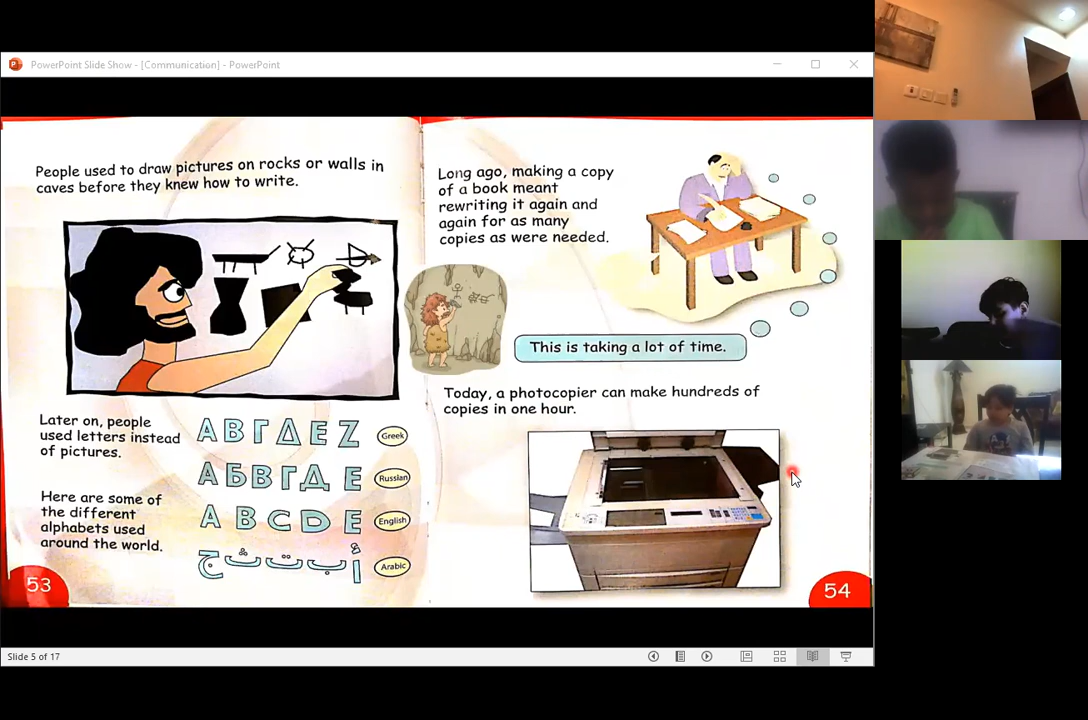 PowerPoint Slide Show - [Communication] - PowerPoint
People used to draw pictures on rocks or walls in
caves before they knew how to write.
Later on, people
used letters instead
of pictures.
Α Β Γ Δ Ε Ζ
Greek
А Б В Г Д Е
Russian
Here are some of
the different
alphabets used
around the world.
A B C D E
English
أ ب ت ث ج
Arabic
53
Long ago, making a copy
of a book meant
rewriting it again and
again for as many
copies as were needed.
This is taking a lot of time.
Today, a photocopier can make hundreds of
copies in one hour.
54
Slide 5 of 17